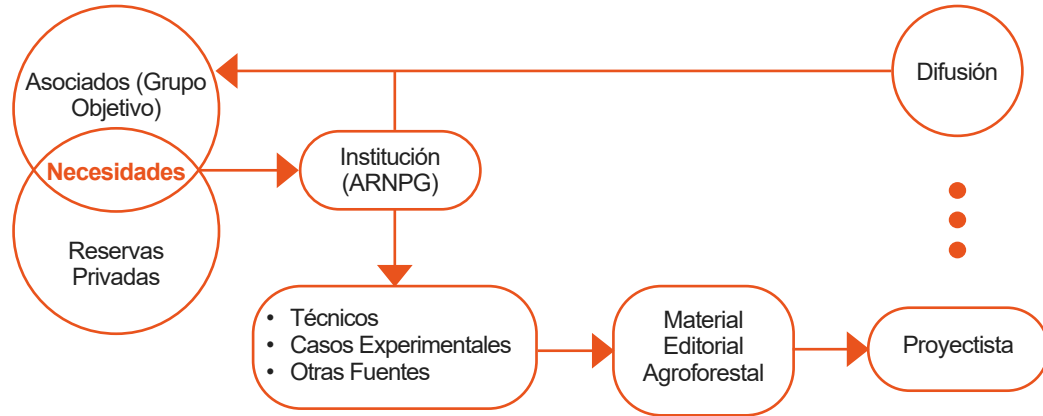 Asociados (Grupo
Objetivo)
Necesidades
Reservas
Privadas
Institución
(ARNPG)
Difusión
• Técnicos
• Casos Experimentales
• Otras Fuentes
Material
Editorial
Agroforestal
Proyectista